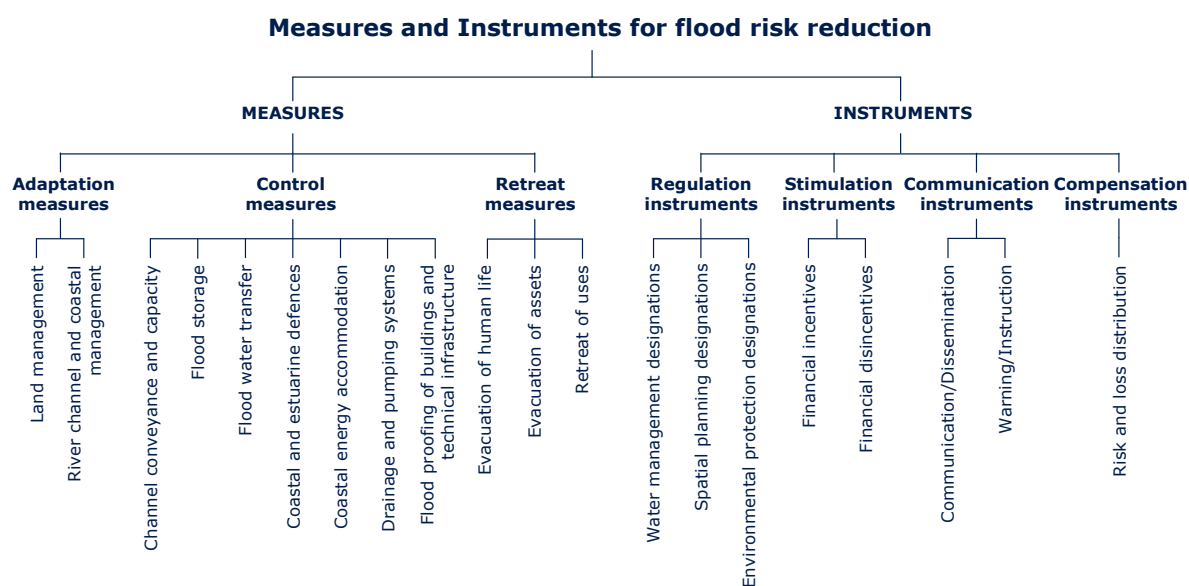 Measures and Instruments for flood risk reduction
MEASURES
INSTRUMENTS
Adaptation
measures
Control
measures
Retreat
measures
Regulation
instruments
Stimulation
instruments
Communication
instruments
Compensation
instruments
Land management
River channel and coastal
management
Channel conveyance and capacity
Flood storage
Flood water transfer
Coastal and estuarine defences
Coastal energy accommodation
Drainage and pumping systems
Flood proofing of buildings and
technical infrastructure
Evacuation of human life
Evacuation of assets
Retreat of uses
Water management designations
Spatial planning designations
Environmental protection designations
Financial incentives
Financial disincentives
Communication/Dissemination
Warning/Instruction
Risk and loss distribution